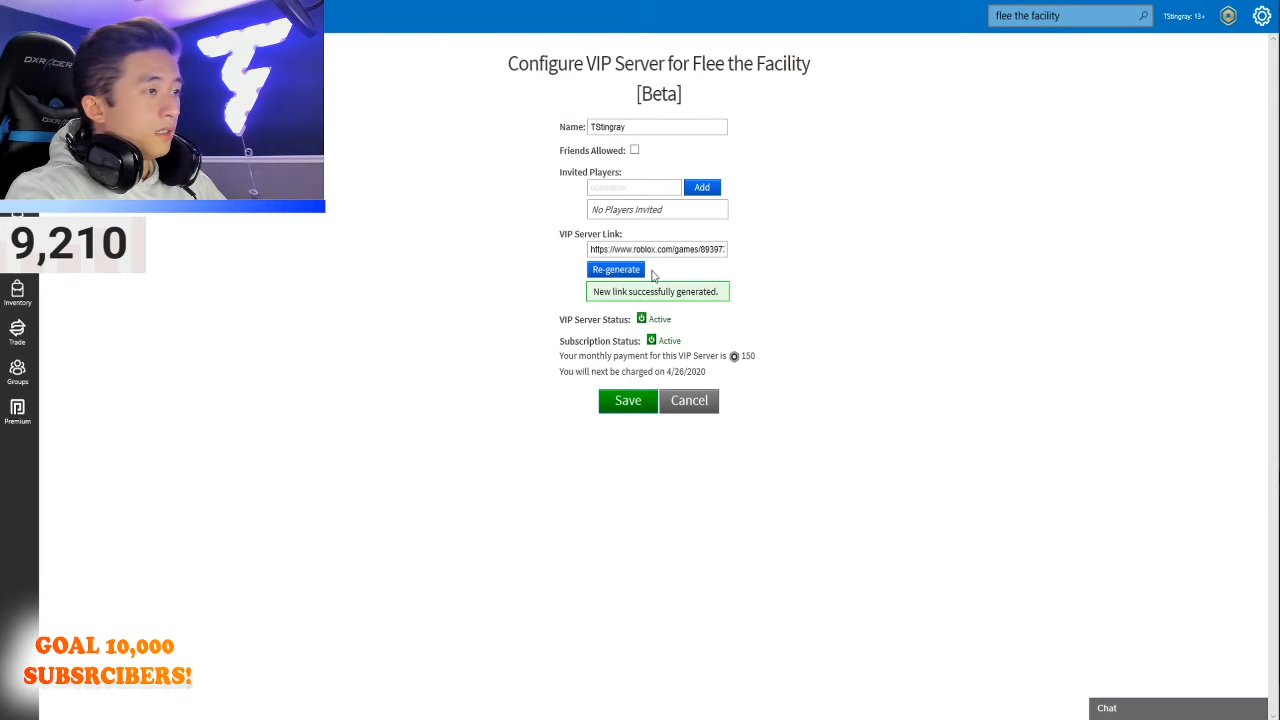 DXRACER
flee the facility
TStingray: 13+
Configure VIP Server for Flee the Facility
[Beta]
Name: TStingray
Friends Allowed:
Invited Players:
username Add
No Players Invited
VIP Server Link:
https://www.roblox.com/games/89397
Re-generate
New link successfully generated.
VIP Server Status: Active
Subscription Status: Active
Your monthly payment for this VIP Server is 150
You will next be charged on 4/26/2020
Save Cancel
9,210
Inventory
Trade
Groups
Premium
GOAL 10,000
SUBSRCIBERS!
Chat